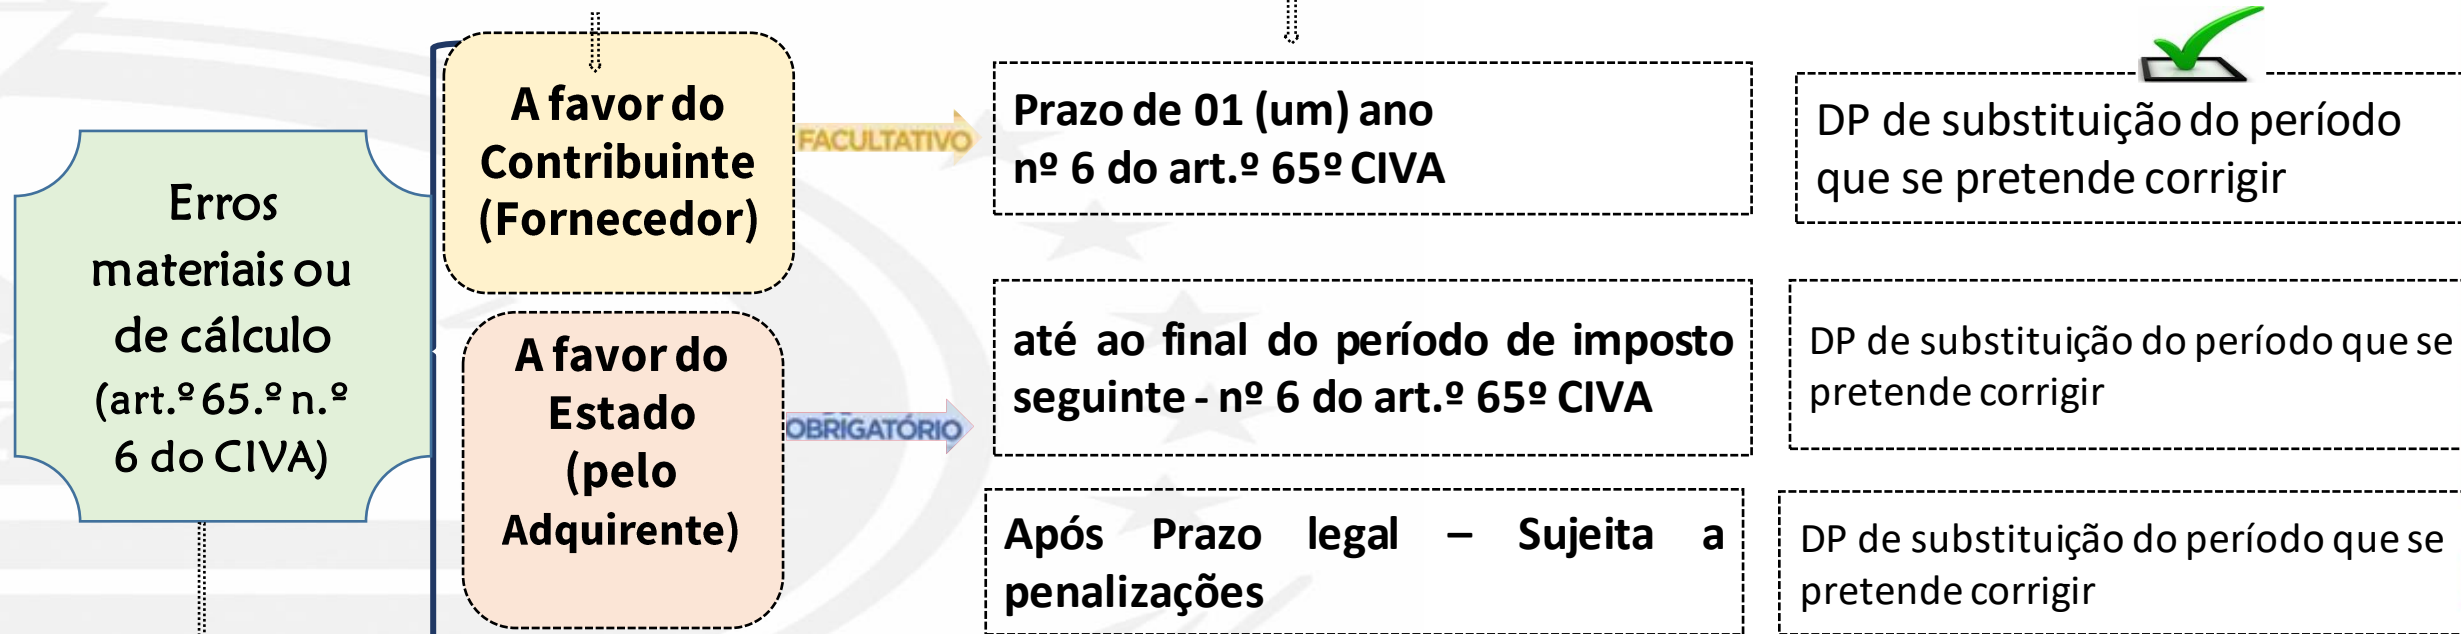 Erros
materiais ou
de cálculo
(art.º 65.º n.º
6 do CIVA)
A favor do
Contribuinte
(Fornecedor)
FACULTATIVO
Prazo de 01 (um) ano
nº 6 do art.º 65º CIVA
DP de substituição do período
que se pretende corrigir
A favor do
Estado
(pelo
Adquirente)
OBRIGATÓRIO
até ao final do período de imposto
seguinte - nº 6 do art.º 65º CIVA
DP de substituição do período que se
pretende corrigir
Após Prazo legal – Sujeita a
penalizações
DP de substituição do período que se
pretende corrigir